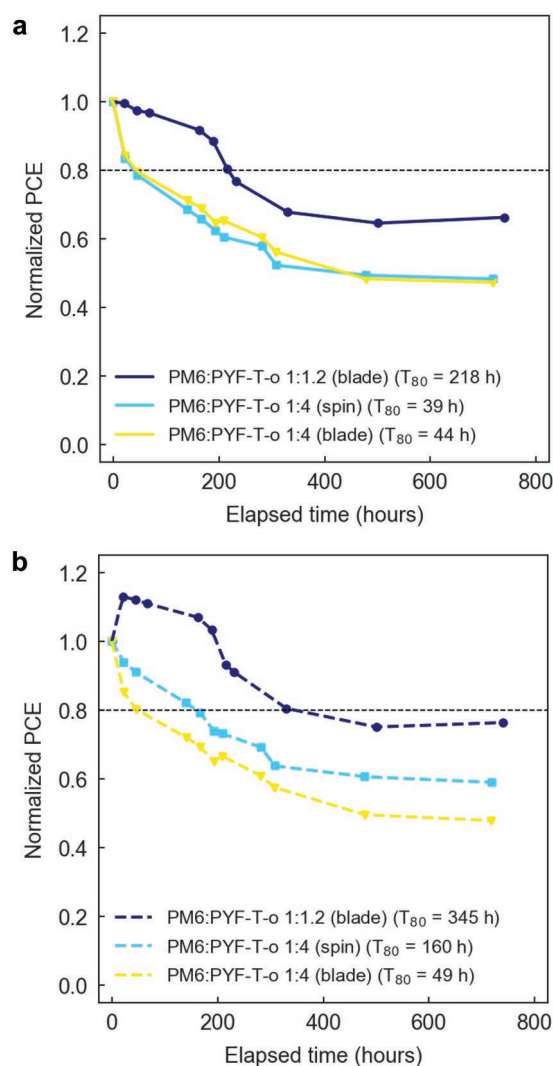 a
1.2
1.0
0.8
0.6
0.4
0.2
0.0
Normalized PCE
PM6:PYF-T-o 1:1.2 (blade) (T80 = 218 h)
PM6:PYF-T-o 1:4 (spin) (T80 = 39 h)
PM6:PYF-T-o 1:4 (blade) (T80 = 44 h)
0 200 400 600 800
Elapsed time (hours)
b
1.2
1.0
0.8
0.6
0.4
0.2
0.0
Normalized PCE
PM6:PYF-T-o 1:1.2 (blade) (T80 = 345 h)
PM6:PYF-T-o 1:4 (spin) (T80 = 160 h)
PM6:PYF-T-o 1:4 (blade) (T80 = 49 h)
0 200 400 600 800
Elapsed time (hours)